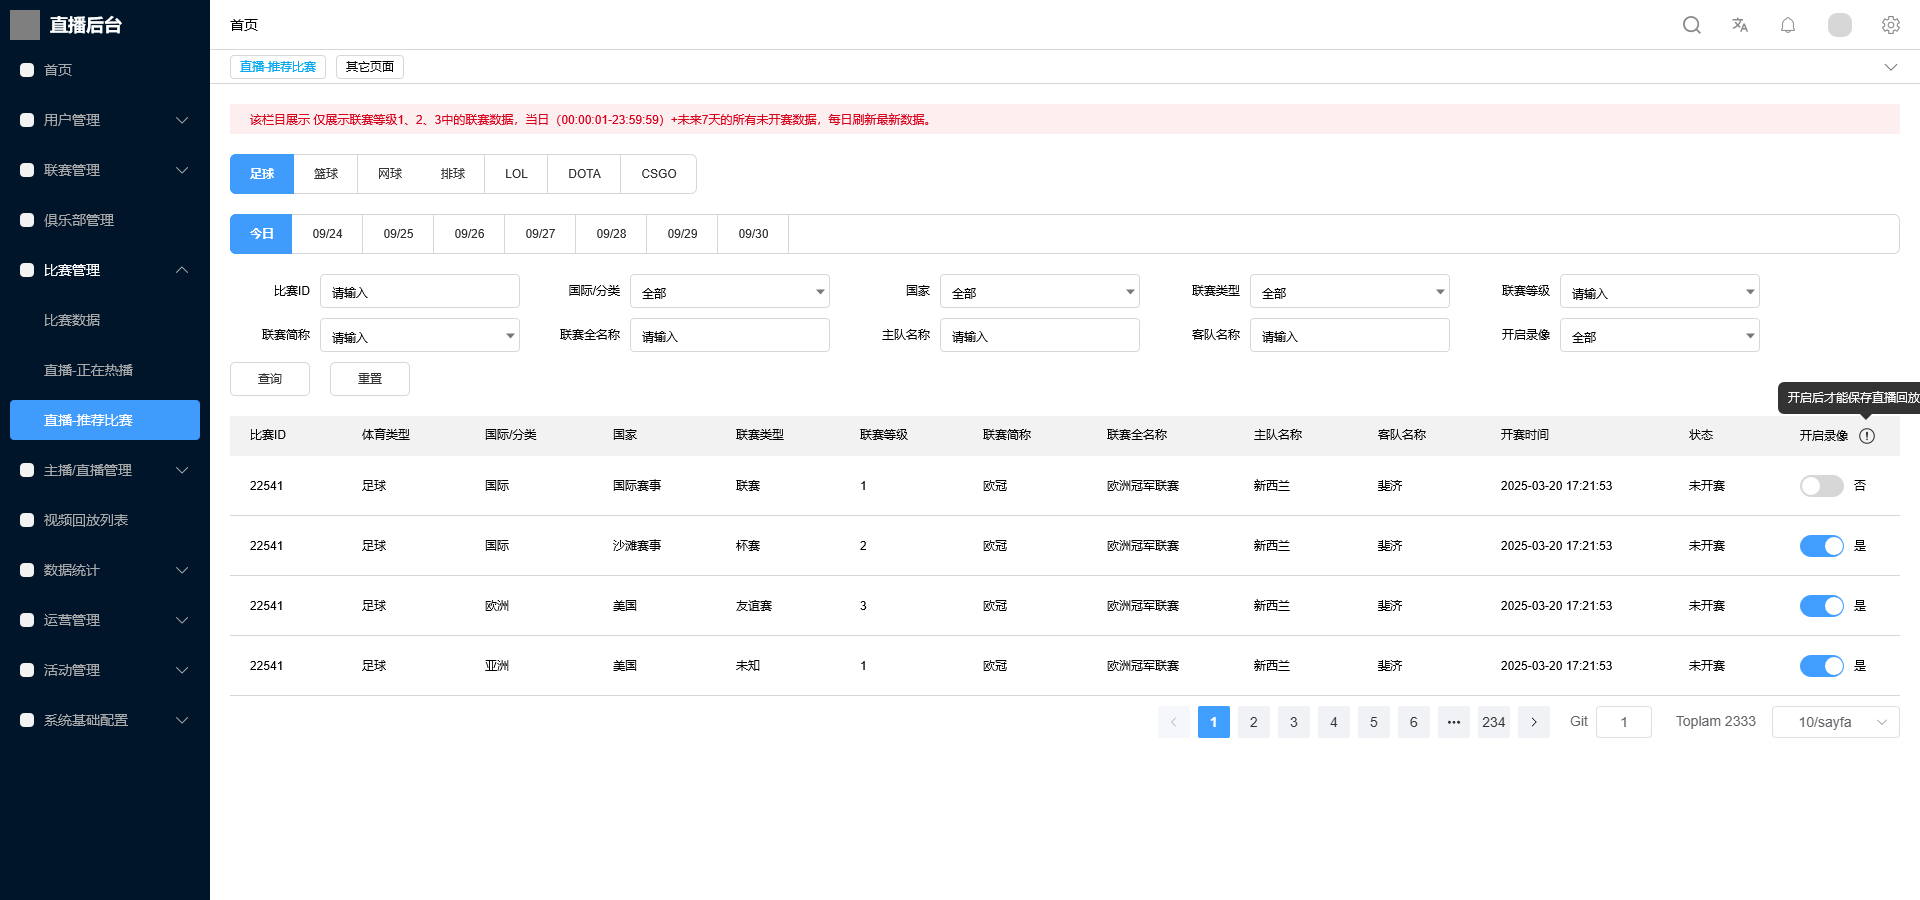 直播后台
首页
首页
用户管理
联赛管理
俱乐部管理
比赛管理
比赛数据
直播-正在热播
直播-推荐比赛
主播/直播管理
视频回放列表
数据统计
运营管理
活动管理
系统基础配置
直播-推荐比赛 其它页面
该栏目展示 仅展示联赛等级1、2、3中的联赛数据，当日（00:00:01-23:59:59）+未来7天的所有未开赛数据，每日刷新最新数据。
足球 篮球 网球 排球 LOL DOTA CSGO
今日 09/24 09/25 09/26 09/27 09/28 09/29 09/30
比赛ID 请输入 国际/分类 全部 国家 全部 联赛类型 全部 联赛等级 请输入
联赛简称 请输入 联赛全名称 请输入 主队名称 请输入 客队名称 请输入 开启录像 全部
查询 重置
开启后才能保存直播回放
比赛ID 体育类型 国际/分类 国家 联赛类型 联赛等级 联赛简称 联赛全名称 主队名称 客队名称 开赛时间 状态 开启录像
22541 足球 国际 国际赛事 联赛 1 欧冠 欧洲冠军联赛 新西兰 斐济 2025-03-20 17:21:53 未开赛 否
22541 足球 国际 沙滩赛事 杯赛 2 欧冠 欧洲冠军联赛 新西兰 斐济 2025-03-20 17:21:53 未开赛 是
22541 足球 欧洲 美国 友谊赛 3 欧冠 欧洲冠军联赛 新西兰 斐济 2025-03-20 17:21:53 未开赛 是
22541 足球 亚洲 美国 未知 1 欧冠 欧洲冠军联赛 新西兰 斐济 2025-03-20 17:21:53 未开赛 是
1 2 3 4 5 6 ••• 234 Git 1 Toplam 2333 10/sayfa